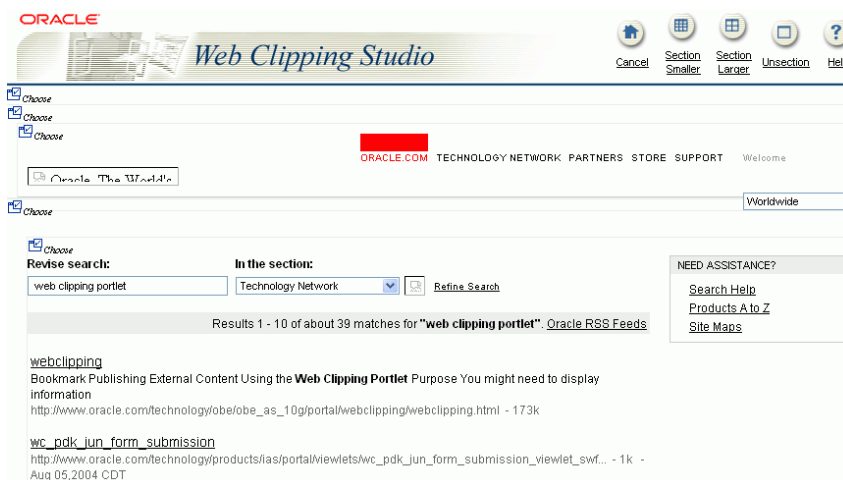 ORACLE
Web Clipping Studio
Cancel
Section Smaller
Section Larger
Unsection
Choose
Choose
Choose
ORACLE.COM TECHNOLOGY NETWORK PARTNERS STORE SUPPORT Welcome
Oracle, The World's
Worldwide
Choose
Choose
Revise search:
In the section:
NEED ASSISTANCE?
web clipping portlet
Technology Network
Refine Search
Search Help
Products A to Z
Site Maps
Results 1 - 10 of about 39 matches for "web clipping portlet". Oracle RSS Feeds
webclipping
Bookmark Publishing External Content Using the Web Clipping Portlet Purpose You might need to display
information
http://www.oracle.com/technology/obe/obe_as_10g/portal/webclipping/webclipping.html - 173k
wc_pdk_jun_form_submission
http://www.oracle.com/technology/products/ias/portal/viewlets/wc_pdk_jun_form_submission_viewlet_swf... - 1k -
Aug 05,2004 CDT